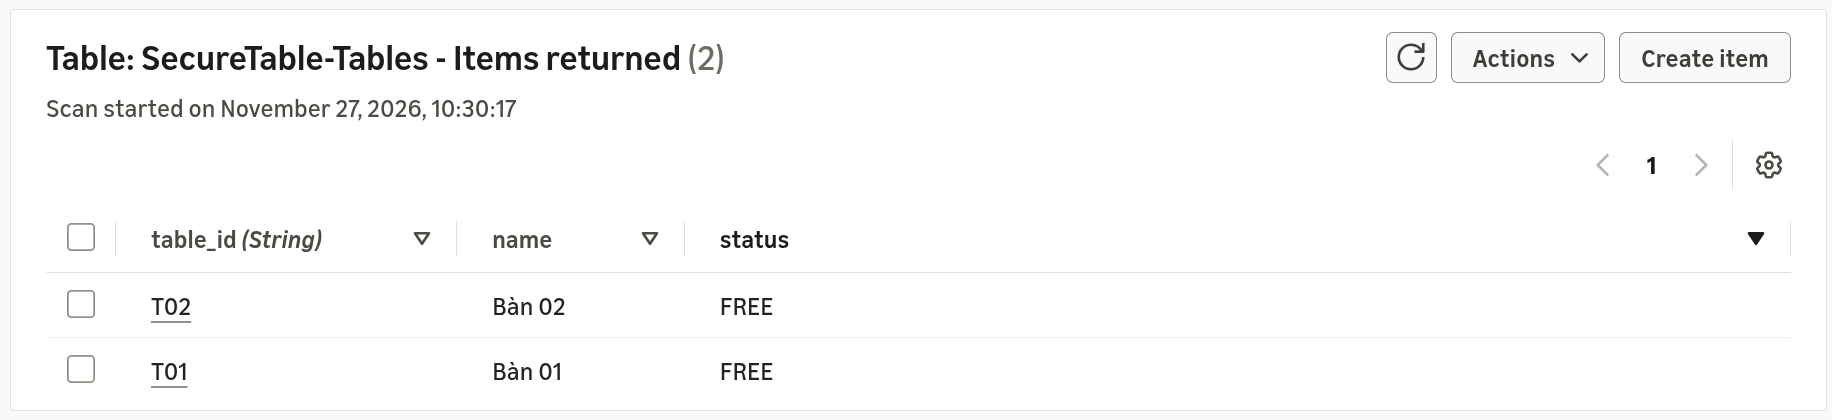 Table: SecureTable-Tables - Items returned (2)
Actions
Create item
Scan started on November 27, 2026, 10:30:17
1
table_id (String) name status
T02 Bàn 02 FREE
T01 Bàn 01 FREE